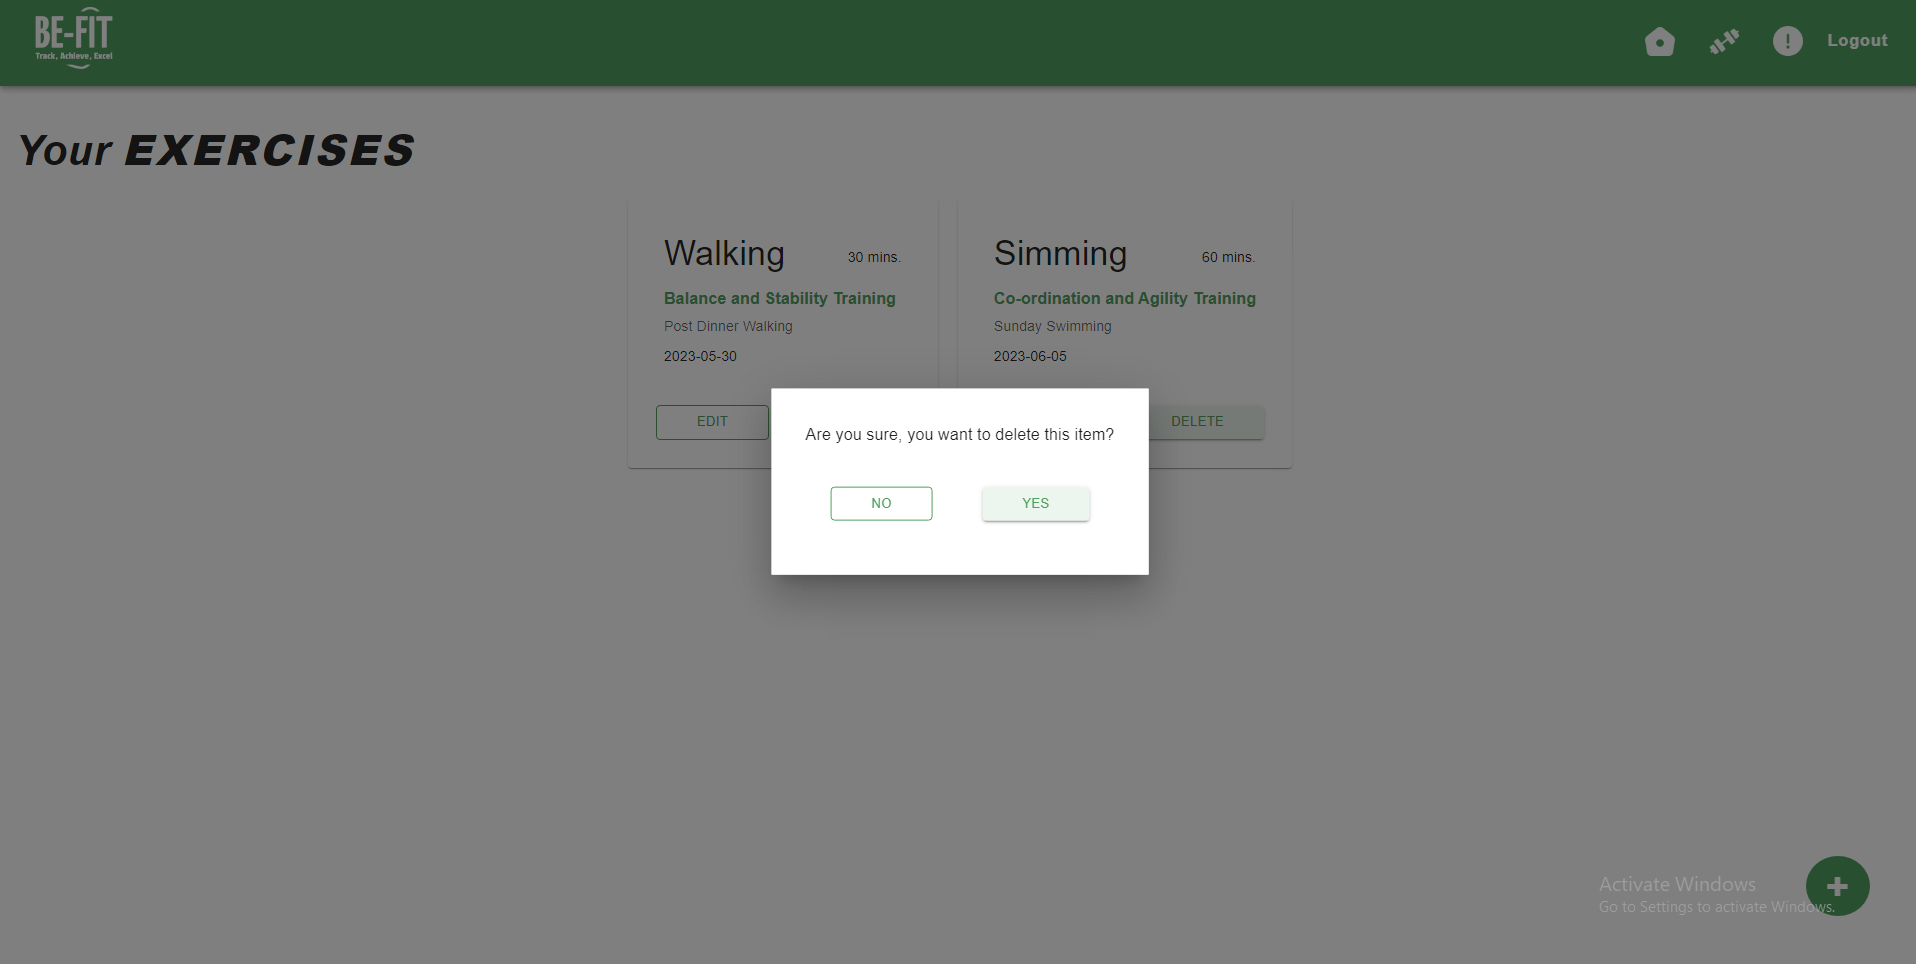 BE-FIT
Track, Achieve, Excel
Logout
Your EXERCISES
Walking 30 mins.
Balance and Stability Training
Post Dinner Walking
2023-05-30
EDIT
Simming 60 mins.
Co-ordination and Agility Training
Sunday Swimming
2023-06-05
DELETE
Are you sure, you want to delete this item?
NO YES
Activate Windows
Go to Settings to activate Windows.